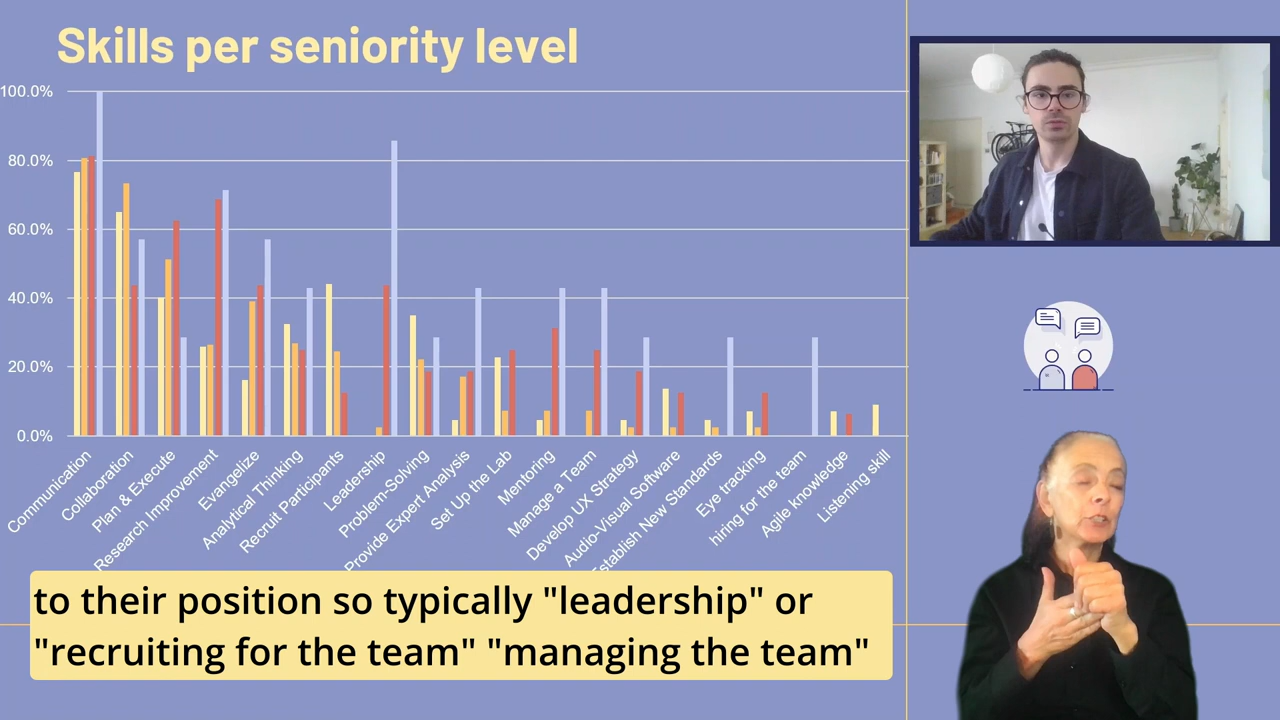 Skills per seniority level
100.0%
80.0%
60.0%
40.0%
20.0%
0.0%
Communication
Collaboration
Plan & Execute
Research Improvement
Evangelize
Analytical Thinking
Recruit Participants
Leadership
Problem-Solving
Provide Expert Analysis
Set Up the Lab
Mentoring
Manage a Team
Develop UX Strategy
Audio-Visual Software
Establish New Standards
Eye tracking
hiring for the team
Agile knowledge
Listening skill
to their position so typically "leadership" or
"recruiting for the team" "managing the team"